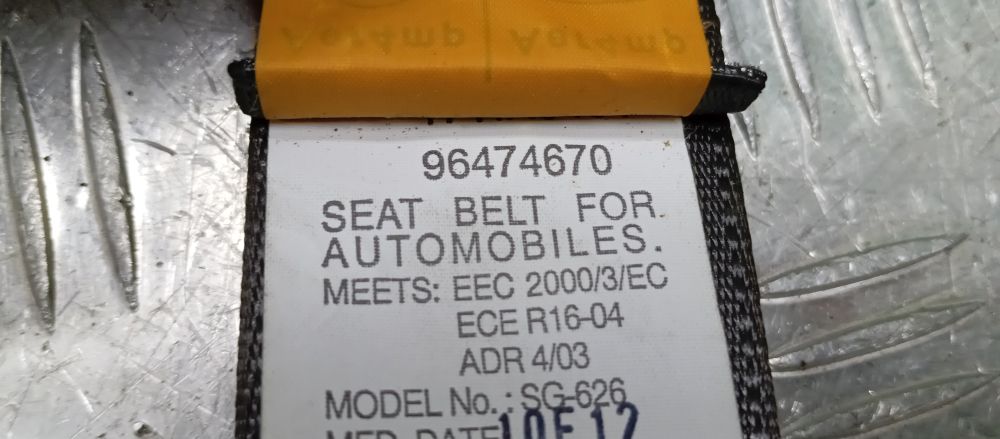 96474670
SEAT BELT FOR
AUTOMOBILES.
MEETS: EEC 2000/3/EC
ECE R16-04
ADR 4/03
MODEL No. : SG-626